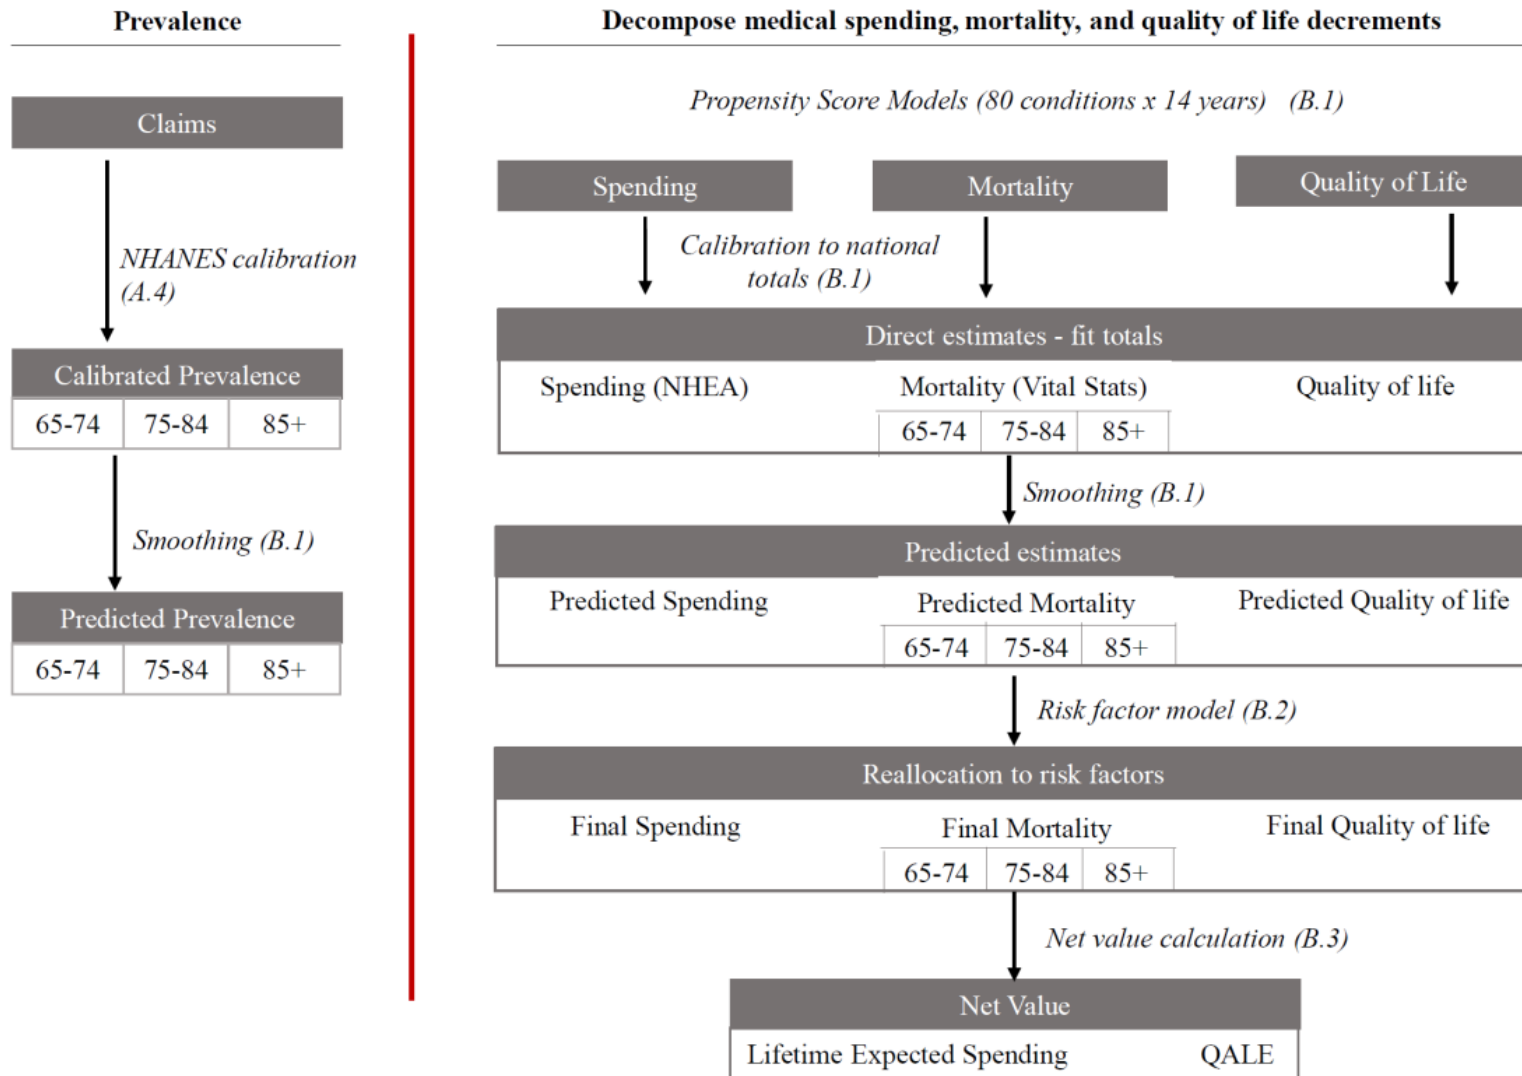 Prevalence
Claims
NHANES calibration
(A.4)
Calibrated Prevalence
65-74 75-84 85+
Smoothing (B.1)
Predicted Prevalence
65-74 75-84 85+
Decompose medical spending, mortality, and quality of life decrements
Propensity Score Models (80 conditions x 14 years) (B.1)
Spending Mortality Quality of Life
Calibration to national
totals (B.1)
Direct estimates - fit totals
Spending (NHEA) Mortality (Vital Stats) Quality of life
65-74 75-84 85+
Smoothing (B.1)
Predicted estimates
Predicted Spending Predicted Mortality Predicted Quality of life
65-74 75-84 85+
Risk factor model (B.2)
Reallocation to risk factors
Final Spending Final Mortality Final Quality of life
65-74 75-84 85+
Net value calculation (B.3)
Net Value
Lifetime Expected Spending QALE